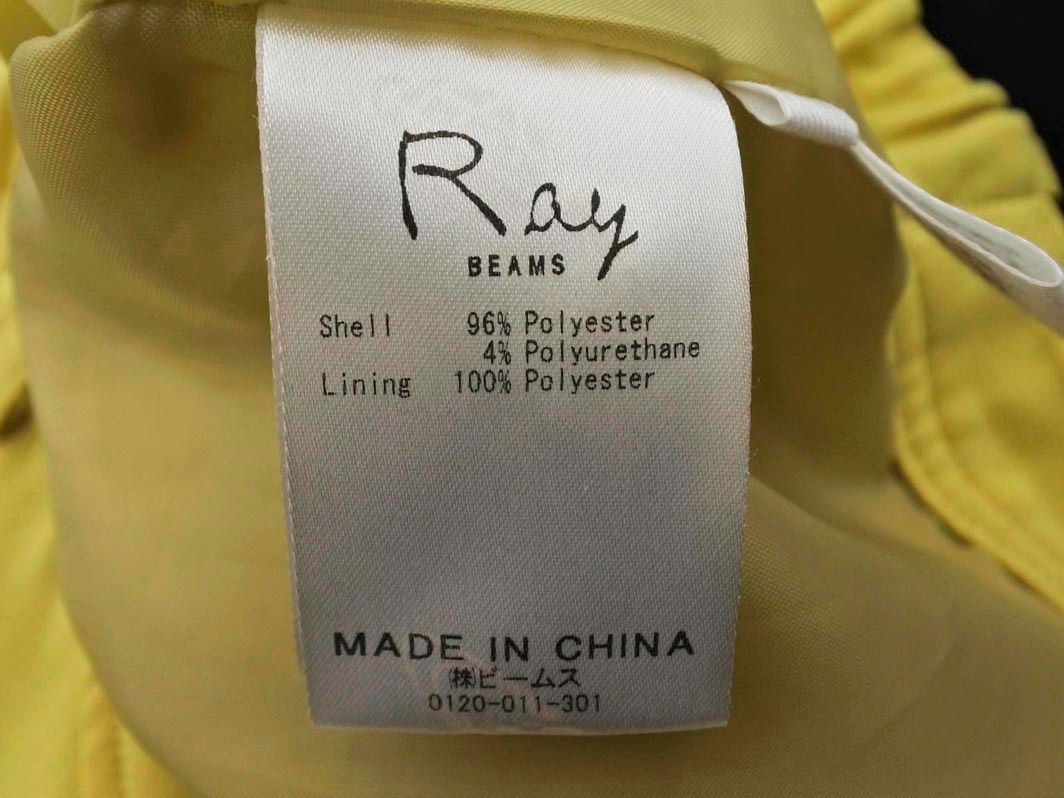 Ray
BEAMS
Shell 96% Polyester
4% Polyurethane
Lining 100% Polyester
MADE IN CHINA
㈱ビームス
0120-011-301